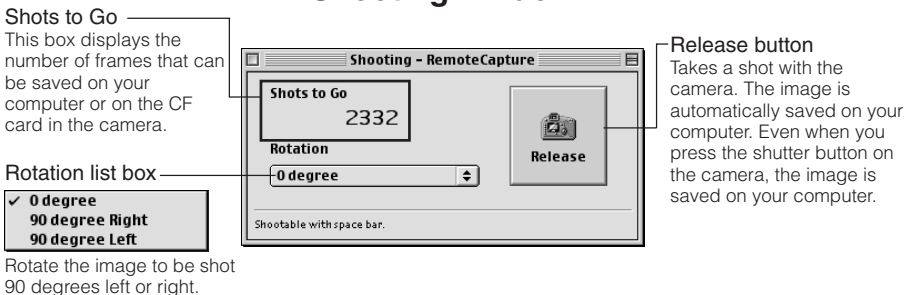 Shots to Go
This box displays the
number of frames that can
be saved on your
computer or on the CF
card in the camera.
Rotation list box
✓ 0 degree
90 degree Right
90 degree Left
Rotate the image to be shot
90 degrees left or right.
Shooting – RemoteCapture
Shots to Go
2332
Rotation
0 degree
Release
Shootable with space bar.
Release button
Takes a shot with the
camera. The image is
automatically saved on your
computer. Even when you
press the shutter button on
the camera, the image is
saved on your computer.